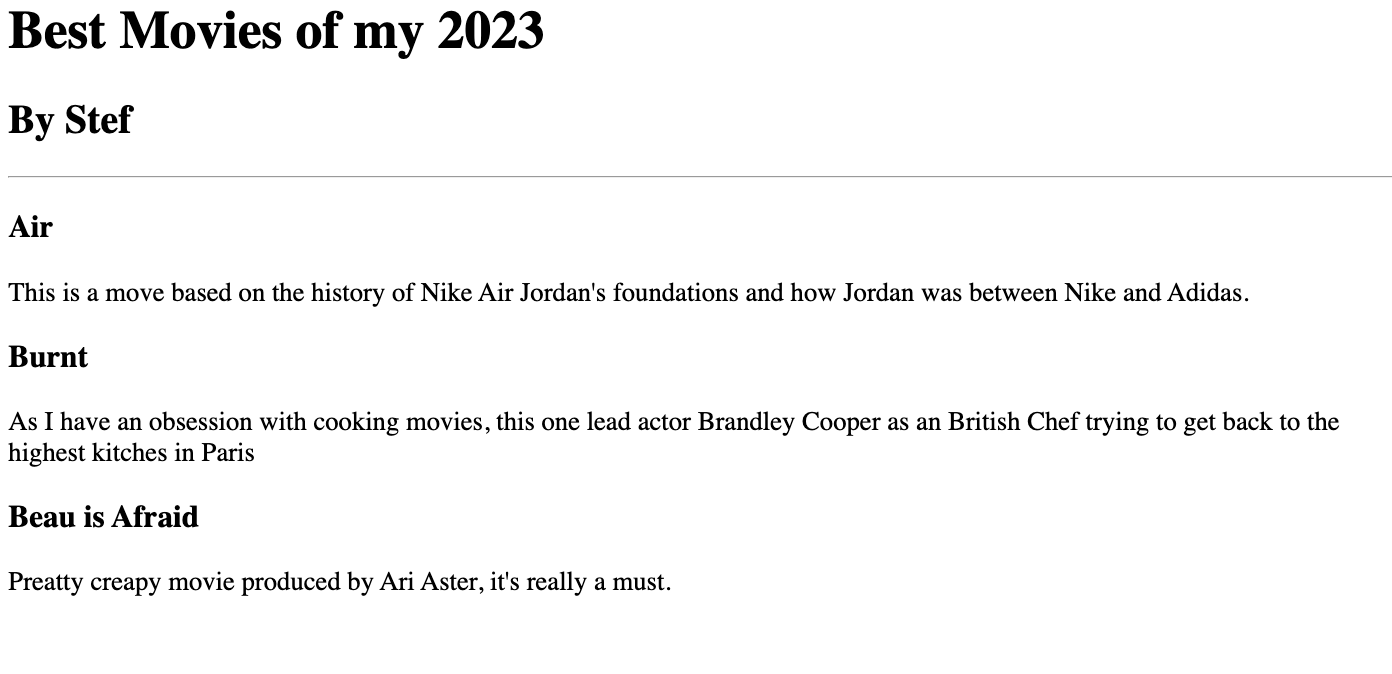 Best Movies of my 2023
By Stef
Air
This is a move based on the history of Nike Air Jordan's foundations and how Jordan was between Nike and Adidas.
Burnt
As I have an obsession with cooking movies, this one lead actor Brandley Cooper as an British Chef trying to get back to the
highest kitches in Paris
Beau is Afraid
Preatty creapy movie produced by Ari Aster, it's really a must.